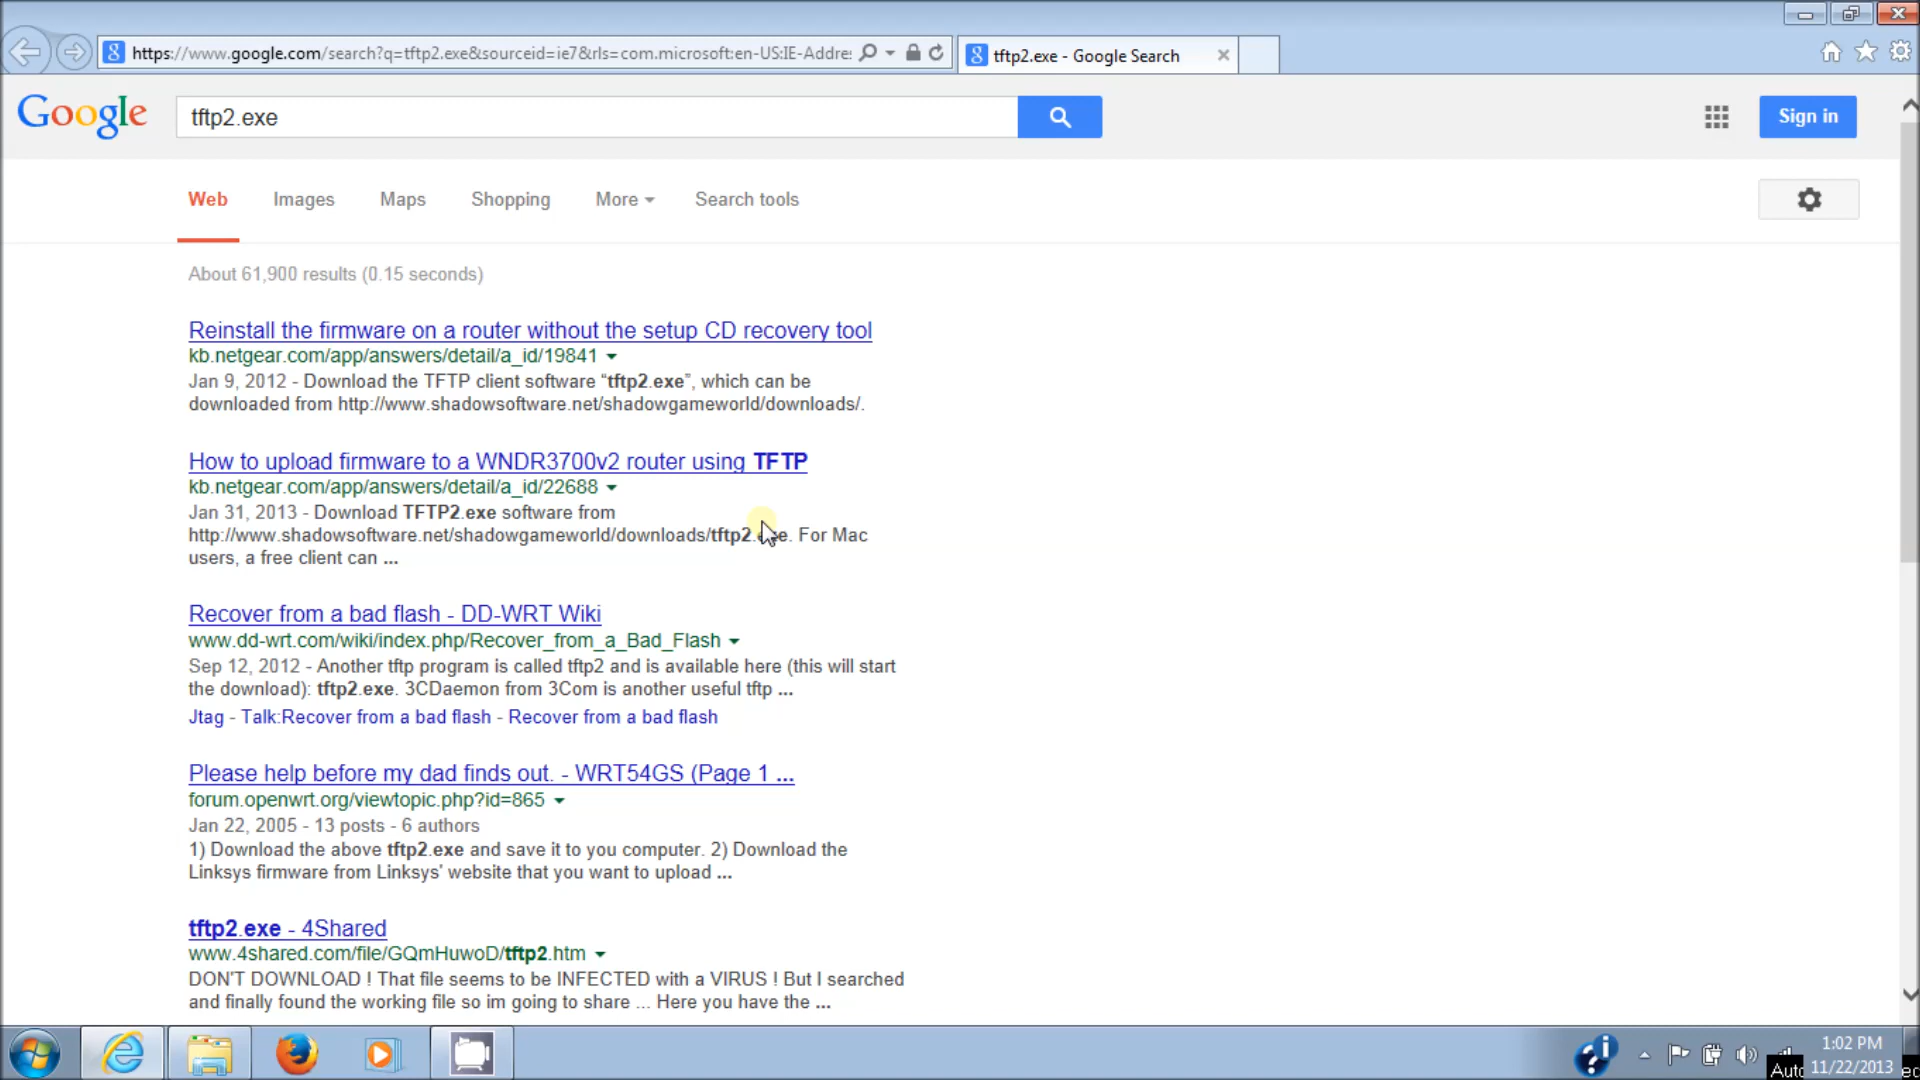 https://www.google.com/search?q=tftp2.exe&sourceid=ie7&rls=com.microsoft:en-US:IE-Addre:
tftp2.exe - Google Search
Google
tftp2.exe
Sign in
Web Images Maps Shopping More Search tools
About 61,900 results (0.15 seconds)
Reinstall the firmware on a router without the setup CD recovery tool
kb.netgear.com/app/answers/detail/a_id/19841
Jan 9, 2012 - Download the TFTP client software “tftp2.exe”, which can be
downloaded from http://www.shadowsoftware.net/shadowgameworld/downloads/.
How to upload firmware to a WNDR3700v2 router using TFTP
kb.netgear.com/app/answers/detail/a_id/22688
Jan 31, 2013 - Download TFTP2.exe software from
http://www.shadowsoftware.net/shadowgameworld/downloads/tftp2.exe. For Mac
users, a free client can ...
Recover from a bad flash - DD-WRT Wiki
www.dd-wrt.com/wiki/index.php/Recover_from_a_Bad_Flash
Sep 12, 2012 - Another tftp program is called tftp2 and is available here (this will start
the download): tftp2.exe. 3CDaemon from 3Com is another useful tftp ...
Jtag - Talk:Recover from a bad flash - Recover from a bad flash
Please help before my dad finds out. - WRT54GS (Page 1 ...
forum.openwrt.org/viewtopic.php?id=865
Jan 22, 2005 - 13 posts - 6 authors
1) Download the above tftp2.exe and save it to you computer. 2) Download the
Linksys firmware from Linksys' website that you want to upload ...
tftp2.exe - 4Shared
www.4shared.com/file/GQmHuwoD/tftp2.htm
DON'T DOWNLOAD ! That file seems to be INFECTED with a VIRUS ! But I searched
and finally found the working file so im going to share ... Here you have the ...
1:02 PM
11/22/2013